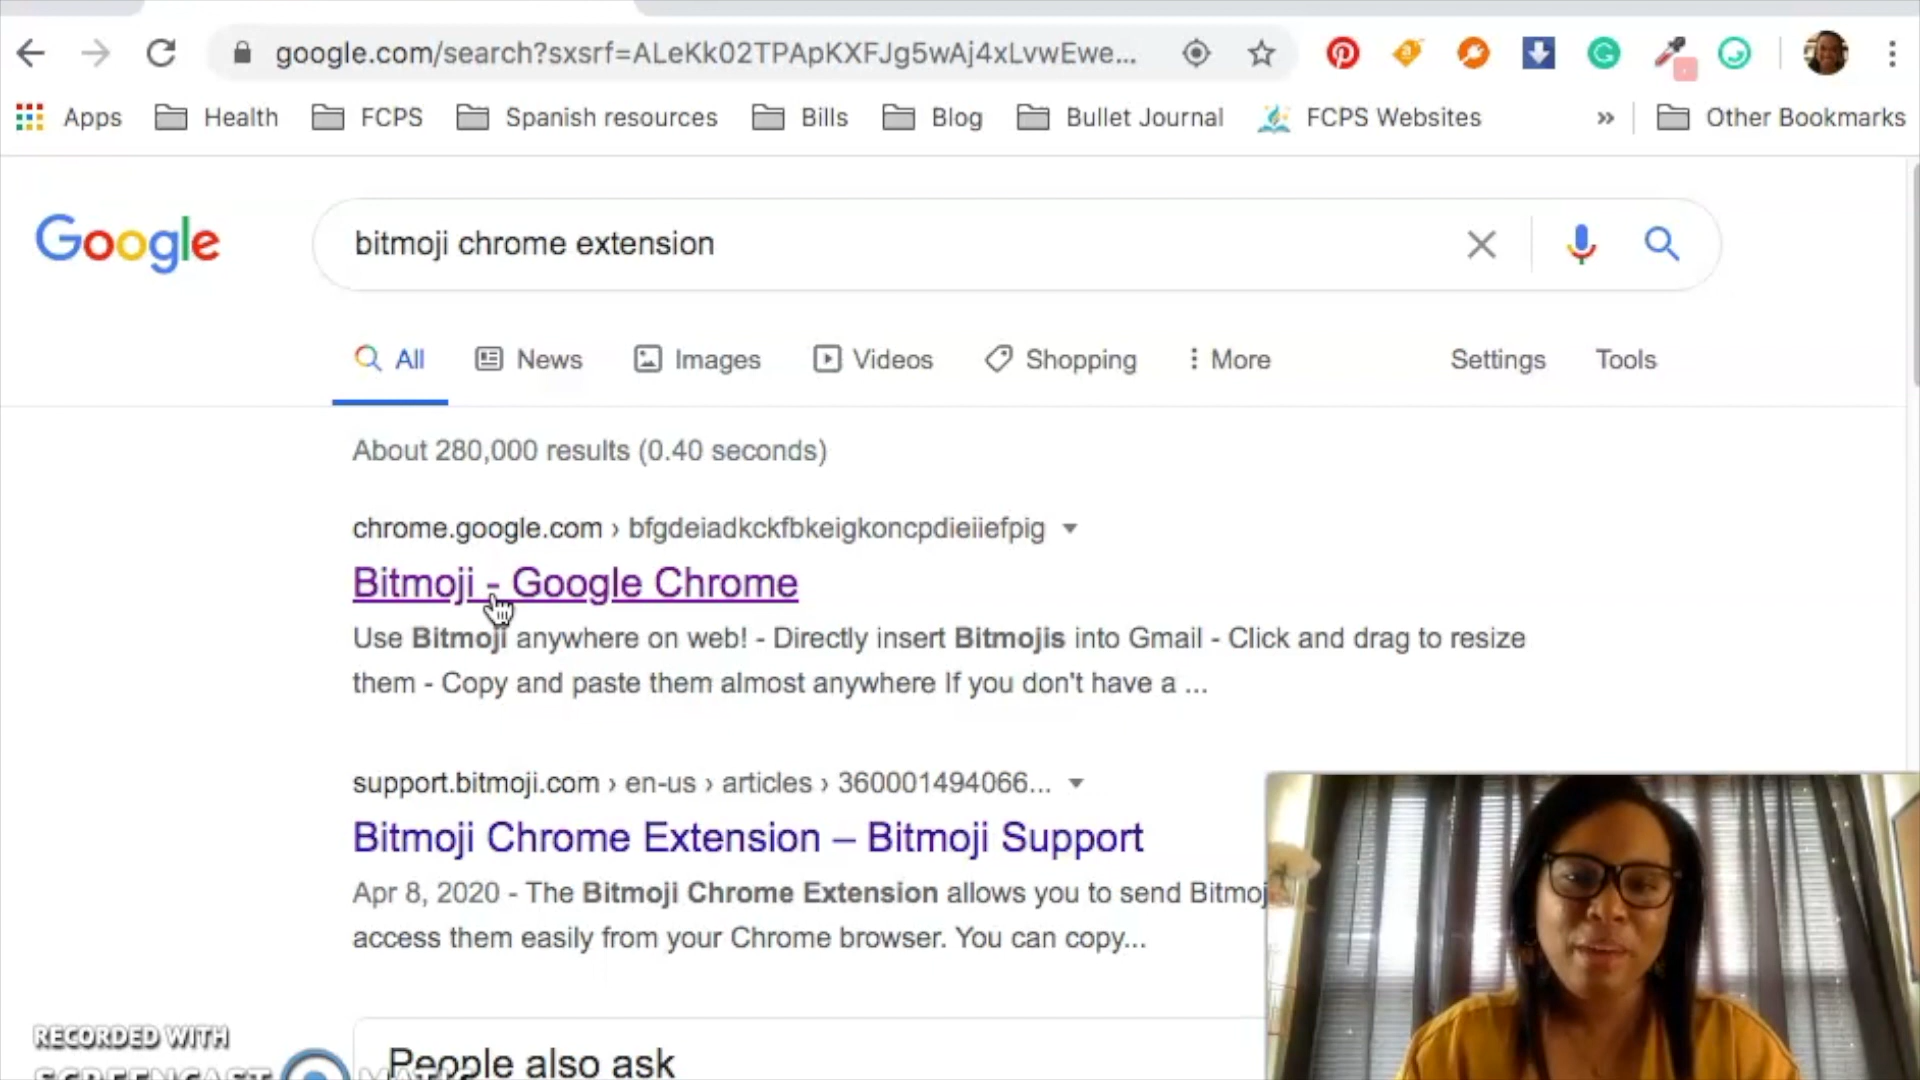 google.com/search?sxsrf=ALeKk02TPApKXFJg5wAj4xLvwEwe...
Apps Health FCPS Spanish resources Bills Blog Bullet Journal FCPS Websites » Other Bookmarks
Google
bitmoji chrome extension
All News Images Videos Shopping More Settings Tools
About 280,000 results (0.40 seconds)
chrome.google.com › bfgdeiadkckfbkeigkoncpdieiiefpig
Bitmoji - Google Chrome
Use Bitmoji anywhere on web! - Directly insert Bitmojis into Gmail - Click and drag to resize
them - Copy and paste them almost anywhere If you don't have a ...
support.bitmoji.com › en-us › articles › 360001494066...
Bitmoji Chrome Extension – Bitmoji Support
Apr 8, 2020 - The Bitmoji Chrome Extension allows you to send Bitmoj
access them easily from your Chrome browser. You can copy...
People also ask
RECORDED WITH
SCREENCAST MATIC